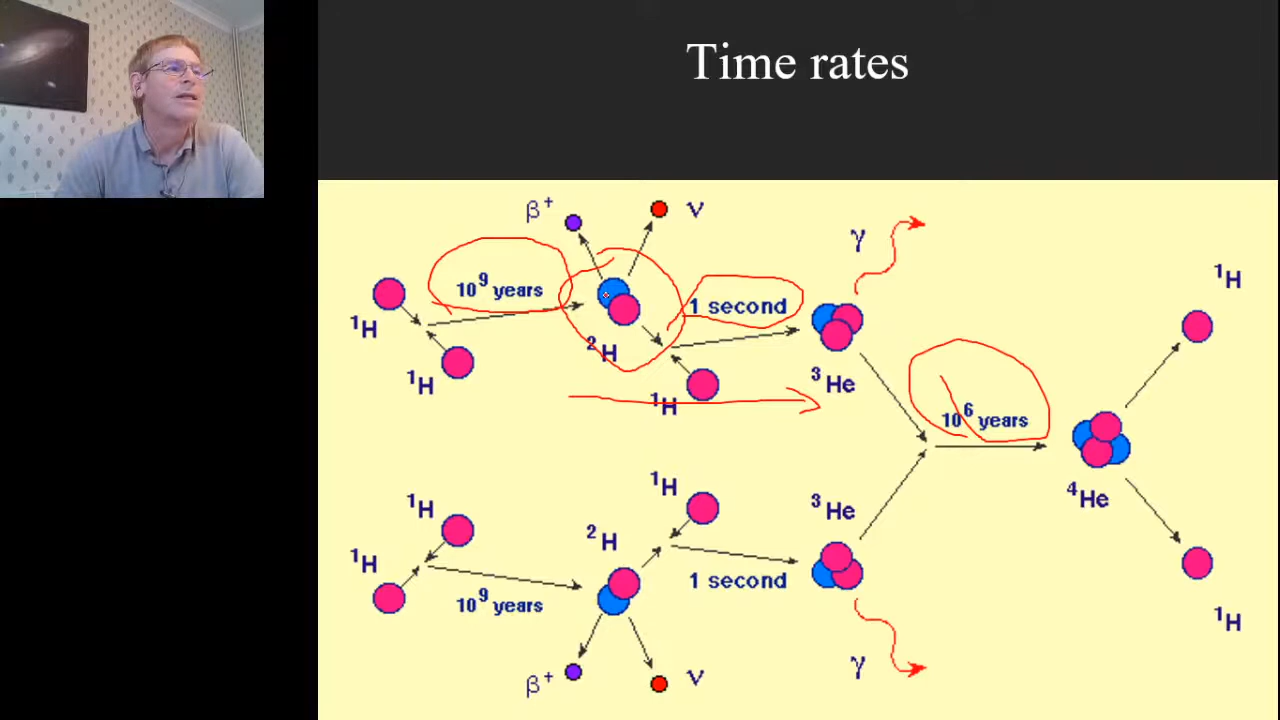 Time rates
β⁺
ν
γ
¹H
10⁹ years
1 second
¹H
²H
³He
¹H
¹H
10⁶ years
¹H
³He
⁴He
¹H
²H
¹H
1 second
10⁹ years
¹H
β⁺
ν
γ